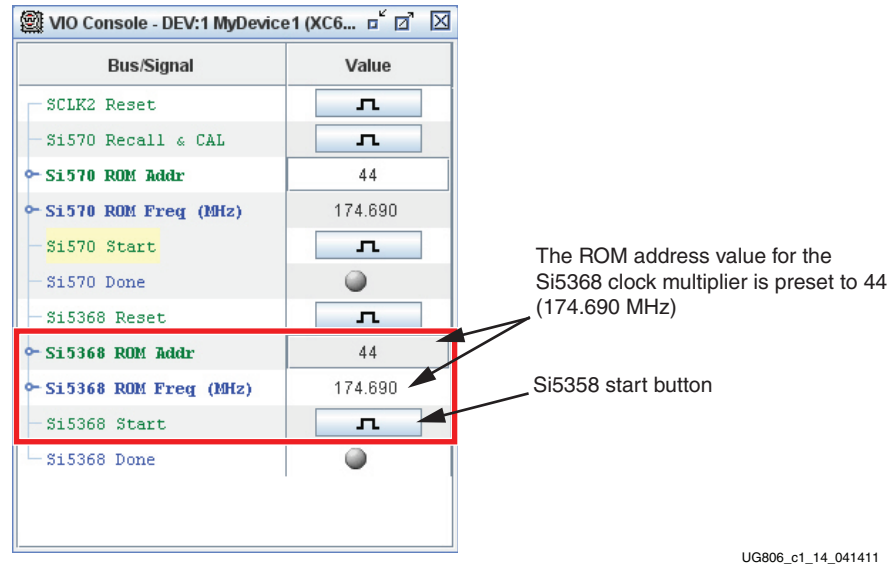 VIO Console - DEV:1 MyDevice1 (XC6...
Bus/Signal Value
SCLK2 Reset
Si570 Recall & CAL
Si570 ROM Addr 44
Si570 ROM Freq (MHz) 174.690
Si570 Start
Si570 Done
Si5368 Reset
Si5368 ROM Addr 44
Si5368 ROM Freq (MHz) 174.690
Si5368 Start
Si5368 Done
The ROM address value for the
Si5368 clock multiplier is preset to 44
(174.690 MHz)
Si5358 start button
UG806_c1_14_041411